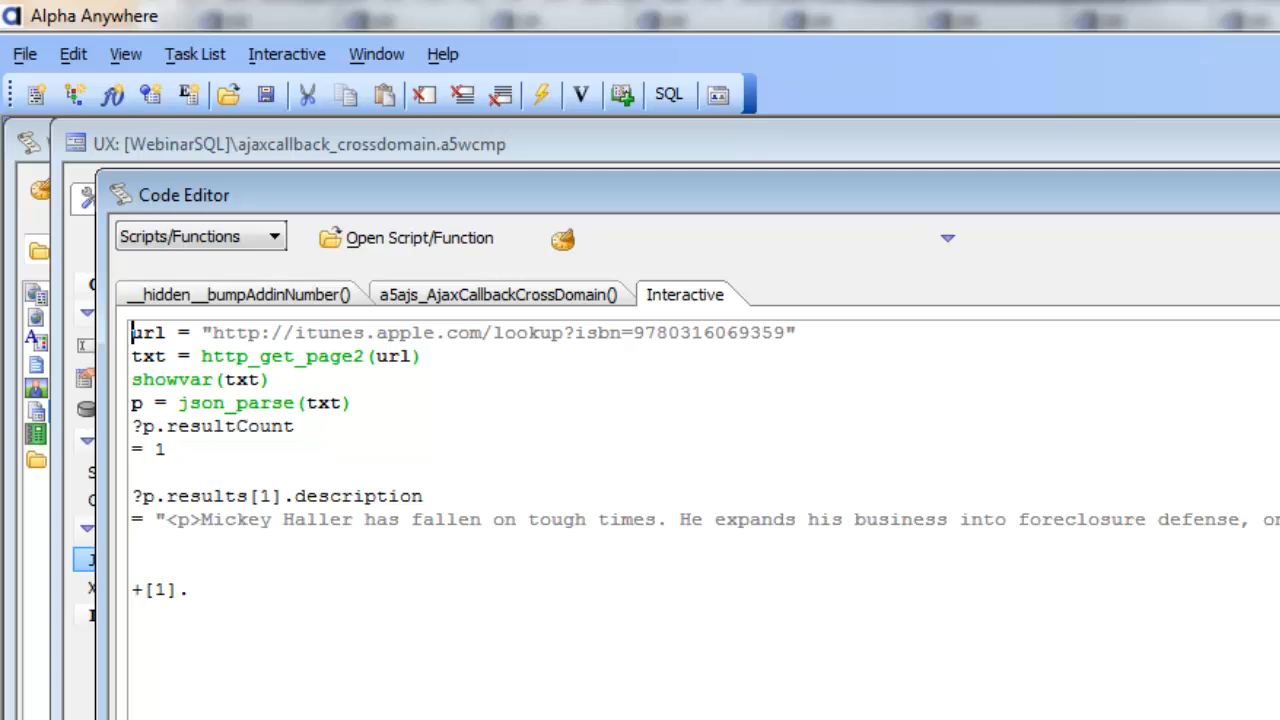 Alpha Anywhere
File Edit View Task List Interactive Window Help
SQL
UX: [WebinarSQL]\ajaxcallback_crossdomain.a5wcmp
Code Editor
Scripts/Functions Open Script/Function
__hidden__bumpAddinNumber() a5ajs_AjaxCallbackCrossDomain() Interactive
url = "http://itunes.apple.com/lookup?isbn=9780316069359"
txt = http_get_page2(url)
showvar(txt)
p = json_parse(txt)
?p.resultCount
= 1
?p.results[1].description
= "<p>Mickey Haller has fallen on tough times. He expands his business into foreclosure defense,
+[1].